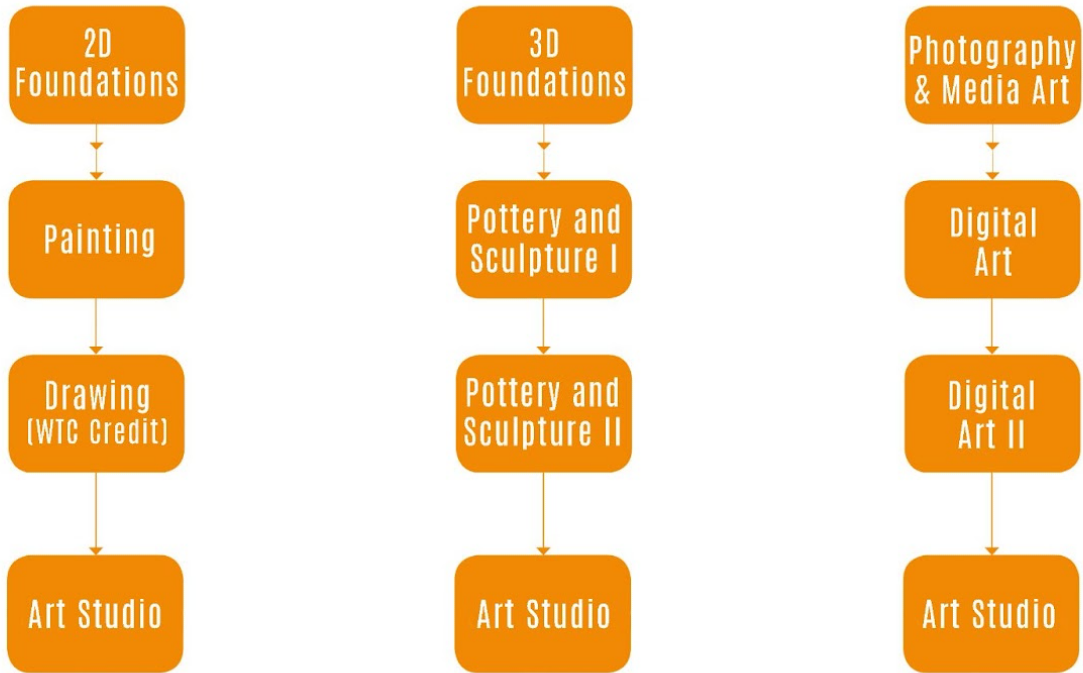 2D
Foundations
Painting
Drawing
(WTC Credit)
Art Studio
3D
Foundations
Pottery and
Sculpture I
Pottery and
Sculpture II
Art Studio
Photography
& Media Art
Digital
Art
Digital
Art II
Art Studio